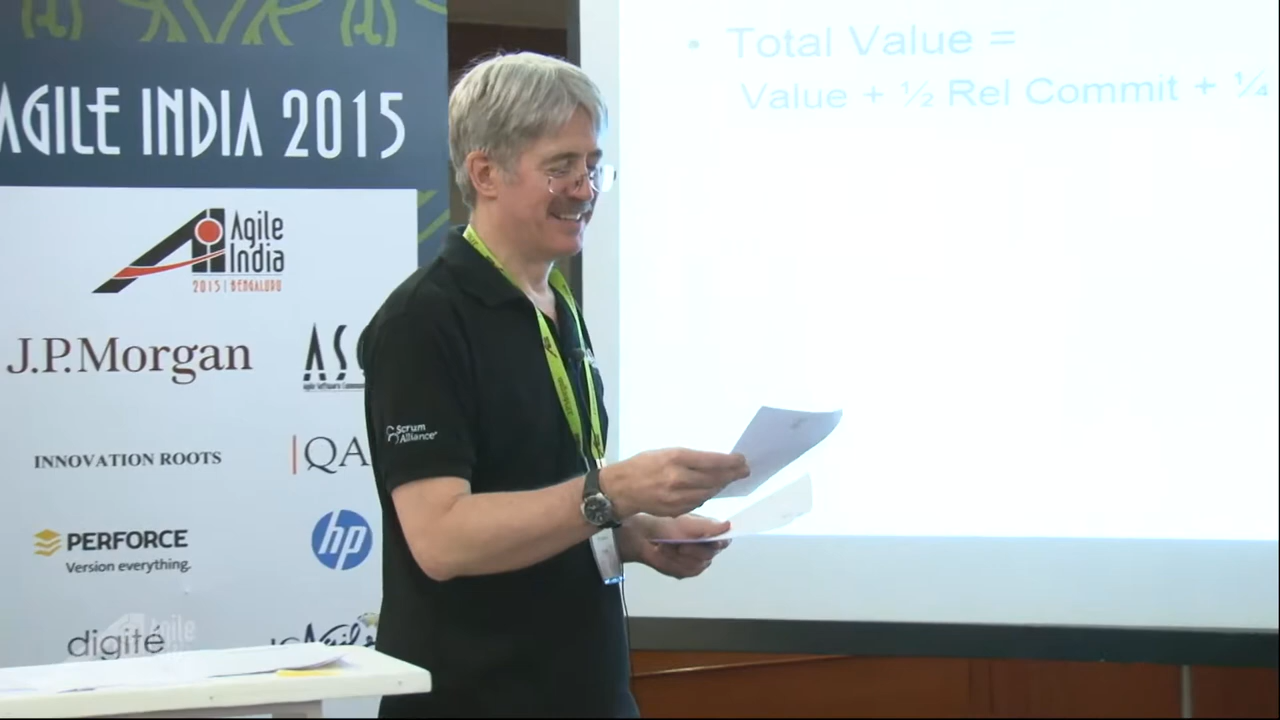 AGILE INDIA 2015
Agile
India
2015 | BENGALURU
J.P.Morgan
INNOVATION ROOTS
QA
PERFORCE
Version everything.
hp
digité
Scrum
Alliance
• Total Value =
Value + ½ Rel Commit + ¼